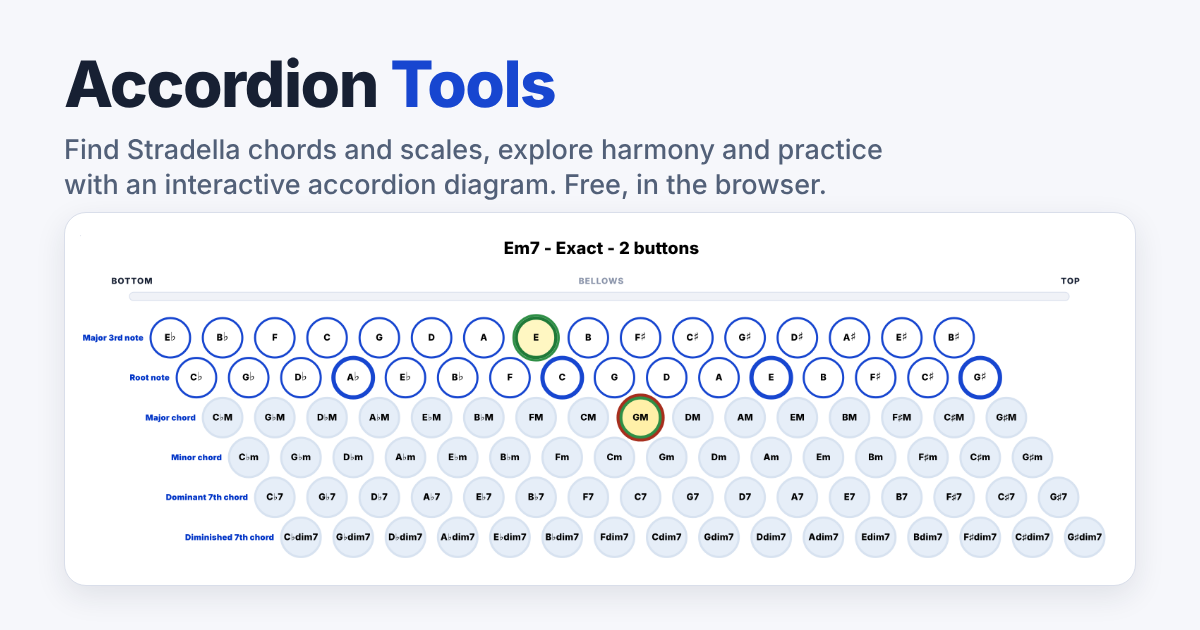 Accordion Tools
Find Stradella chords and scales, explore harmony and practice
with an interactive accordion diagram. Free, in the browser.
Em7 - Exact - 2 buttons
BOTTOM BELLOWS TOP
Major 3rd note E♭ B♭ F C G D A E B F♯ C♯ G♯ D♯ A♯ E♯ B♯
Root note C♭ G♭ D♭ A♭ E♭ B♭ F C G D A E B F♯ C♯ G♯
Major chord C♭M G♭M D♭M A♭M E♭M B♭M FM CM GM DM AM EM BM F♯M C♯M G♯M
Minor chord C♭m G♭m D♭m A♭m E♭m B♭m Fm Cm Gm Dm Am Em Bm F♯m C♯m G♯m
Dominant 7th chord C♭7 G♭7 D♭7 A♭7 E♭7 B♭7 F7 C7 G7 D7 A7 E7 B7 F♯7 C♯7 G♯7
Diminished 7th chord C♭dim7 G♭dim7 D♭dim7 A♭dim7 E♭dim7 B♭dim7 Fdim7 Cdim7 Gdim7 Ddim7 Adim7 Edim7 Bdim7 F♯dim7 C♯dim7 G♯dim7